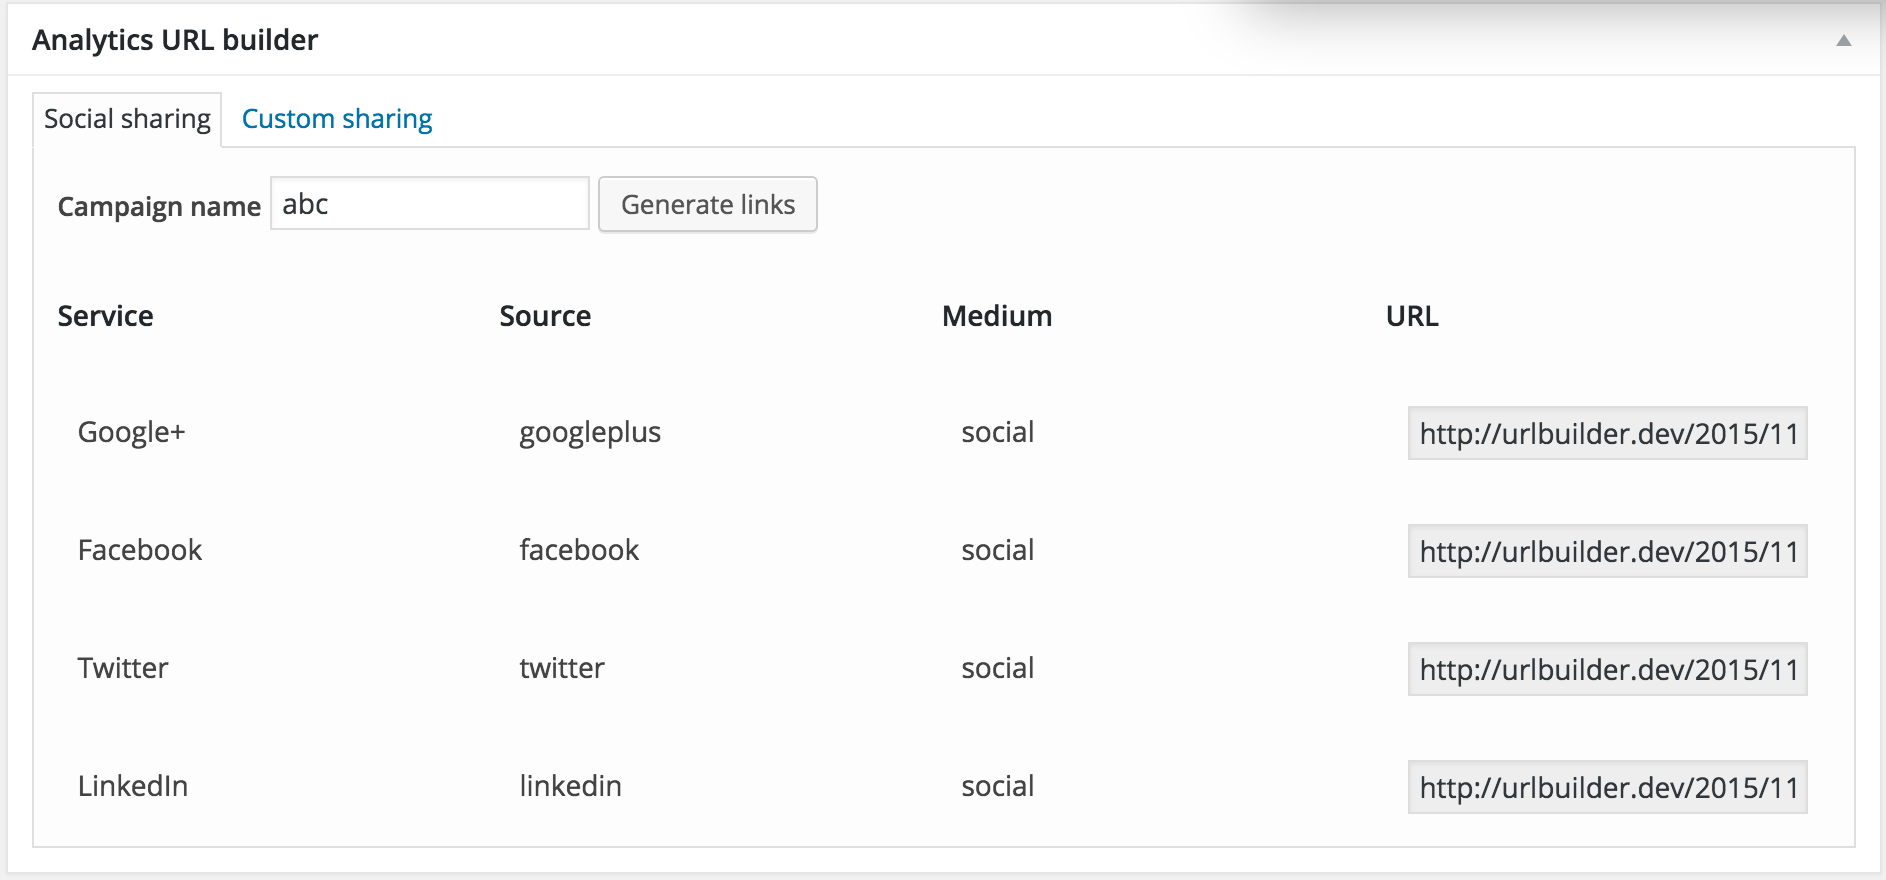 Analytics URL builder
Social sharing Custom sharing
Campaign name abc Generate links
Service Source Medium URL
Google+ googleplus social http://urlbuilder.dev/2015/11
Facebook facebook social http://urlbuilder.dev/2015/11
Twitter twitter social http://urlbuilder.dev/2015/11
LinkedIn linkedin social http://urlbuilder.dev/2015/11